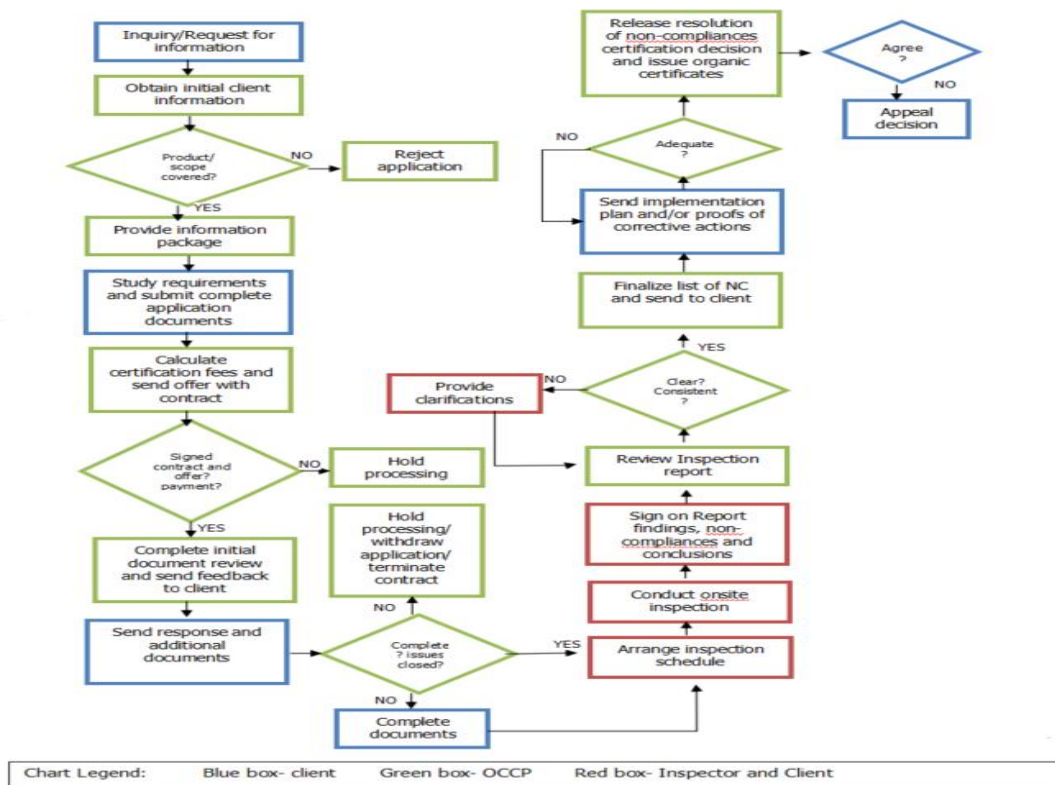 Inquiry/Request for
information
Obtain initial client
information
Product/
scope
covered?
NO
Reject
application
YES
Provide information
package
Study requirements
and submit complete
application
documents
Calculate
certification fees and
send offer with
contract
Signed
contract and
offer?
payment?
NO
Hold
processing
YES
Complete initial
document review
and send feedback
to client
Send response and
additional
documents
Complete
? issues
closed?
NO
Hold
processing/
withdraw
application/
terminate
contract
NO
Complete
documents
YES
Arrange inspection
schedule
Conduct onsite
inspection
Sign on Report
findings, non-
compliances and
conclusions
Review Inspection
report
Clear?
Consistent
?
NO
Provide
clarifications
YES
Finalize list of NC
and send to client
Send implementation
plan and/or proofs of
corrective actions
Adequate
?
NO
Release resolution
of non-compliances
certification decision
and issue organic
certificates
Agree
?
NO
Appeal
decision
Chart Legend: Blue box- client Green box- OCCP Red box- Inspector and Client